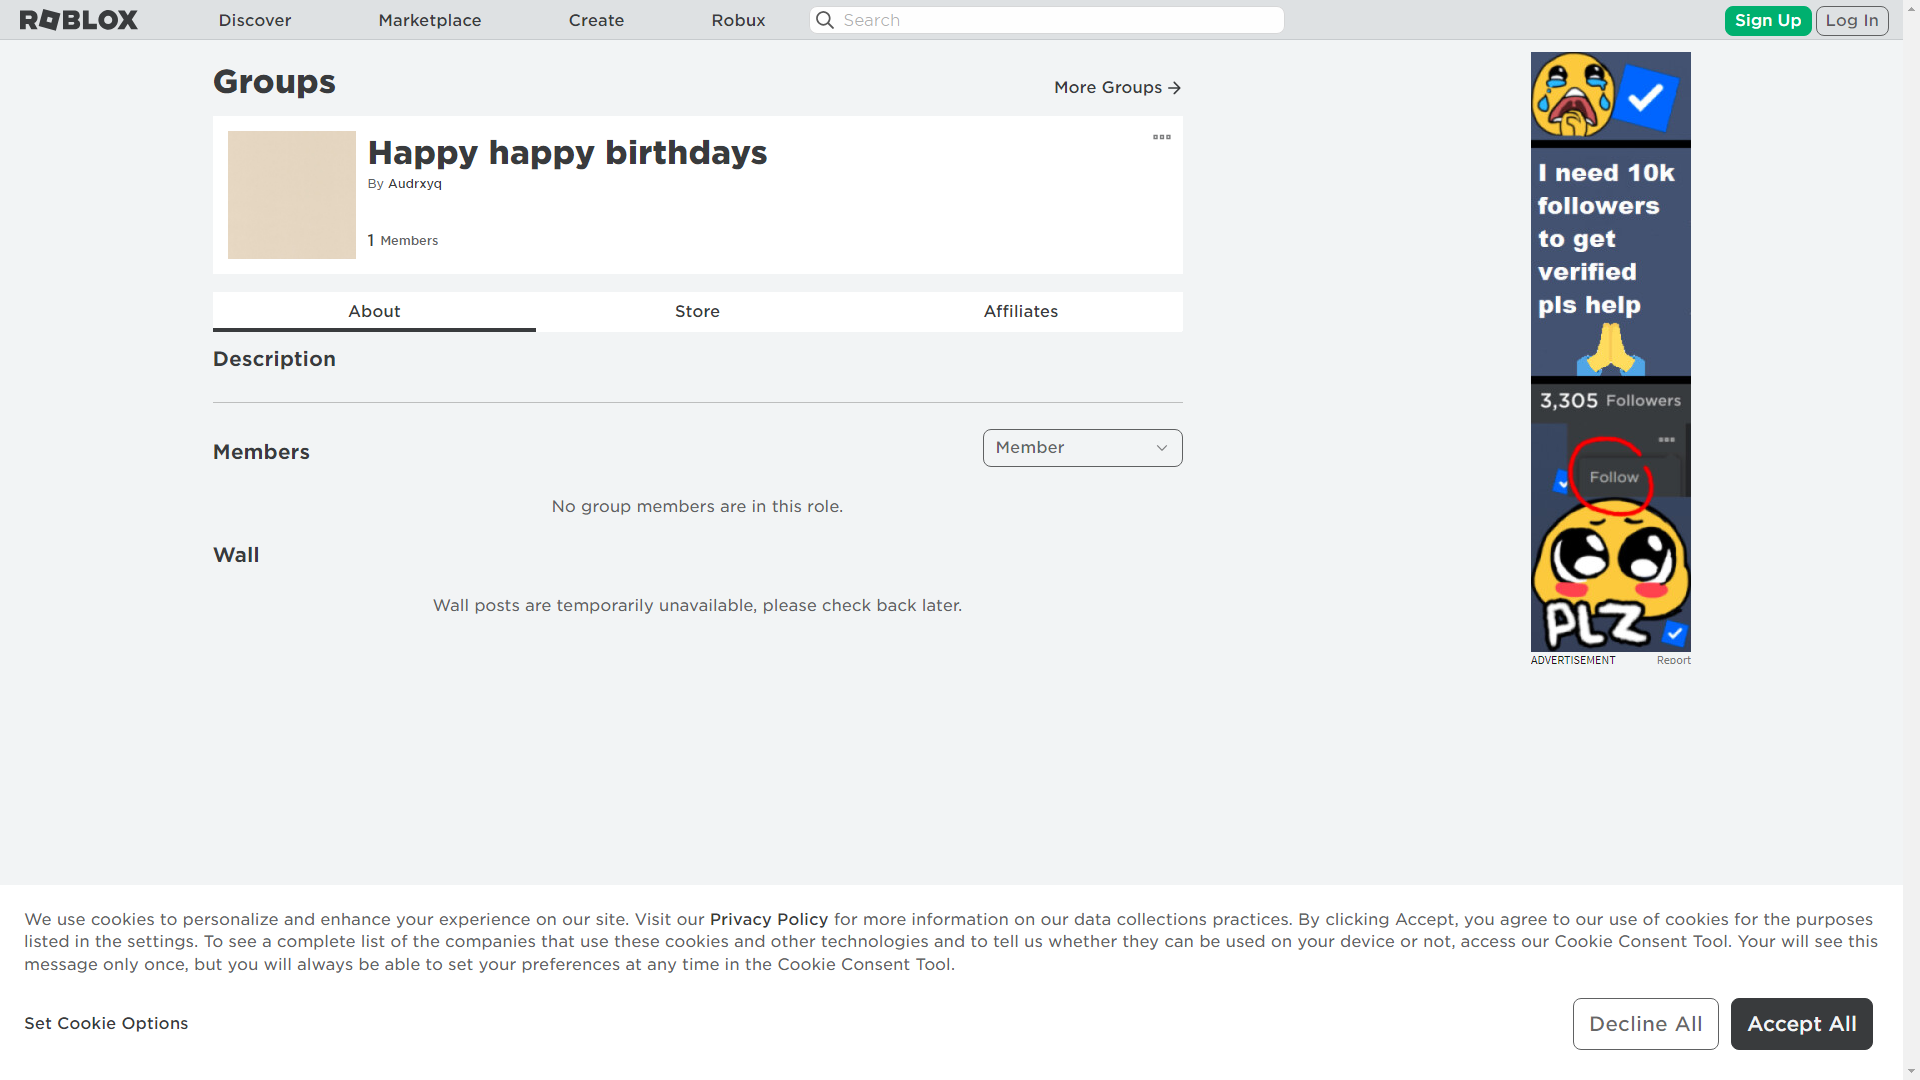 ROBLOX
Discover
Marketplace
Create
Robux
Search
Sign Up
Log In
Groups
More Groups
Happy happy birthdays
By Audrxyq
1 Members
About
Store
Affiliates
Description
Members
Member
No group members are in this role.
Wall
Wall posts are temporarily unavailable, please check back later.
I need 10k
followers
to get
verified
pls help
3,305 Followers
Follow
PLZ
ADVERTISEMENT
Report
We use cookies to personalize and enhance your experience on our site. Visit our Privacy Policy for more information on our data collections practices. By clicking Accept, you agree to our use of cookies for the purposes
listed in the settings. To see a complete list of the companies that use these cookies and other technologies and to tell us whether they can be used on your device or not, access our Cookie Consent Tool. Your will see this
message only once, but you will always be able to set your preferences at any time in the Cookie Consent Tool.
Set Cookie Options
Decline All
Accept All